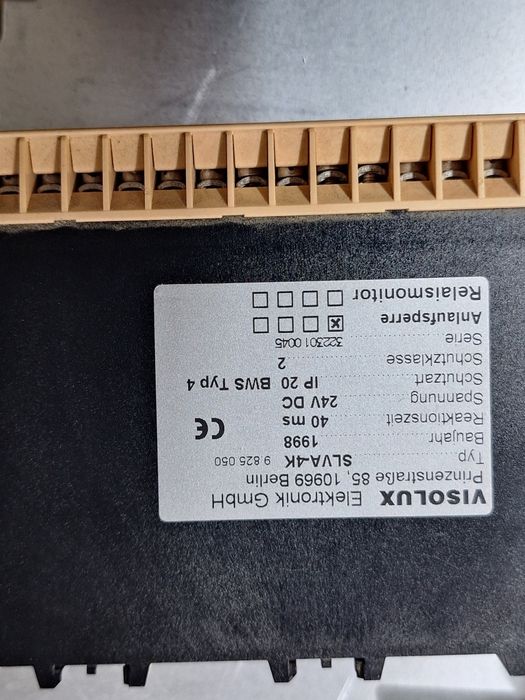 VISOLUX Elektronik GmbH
Prinzenstraße 85, 10969 Berlin
Typ SLVA-4K 9 825 050
Baujahr 1998
Reaktionszeit 40 ms
Spannung 24V DC
Schutzart IP 20 BWS Typ 4
Schutzklasse 2
Serie 322301 0045
Anlaufsperre
Relaismonitor
CE